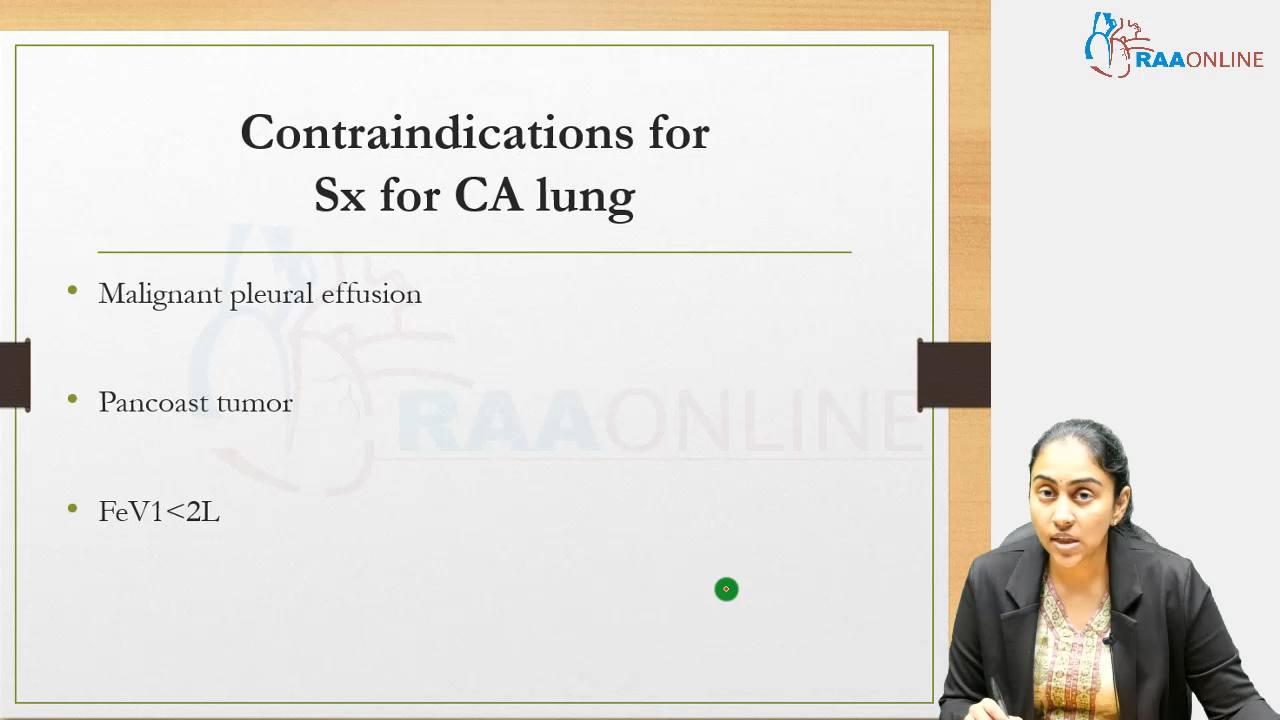 RAAONLINE
Contraindications for
Sx for CA lung
• Malignant pleural effusion
• Pancoast tumor
• FeV1<2L
RAAONLINE